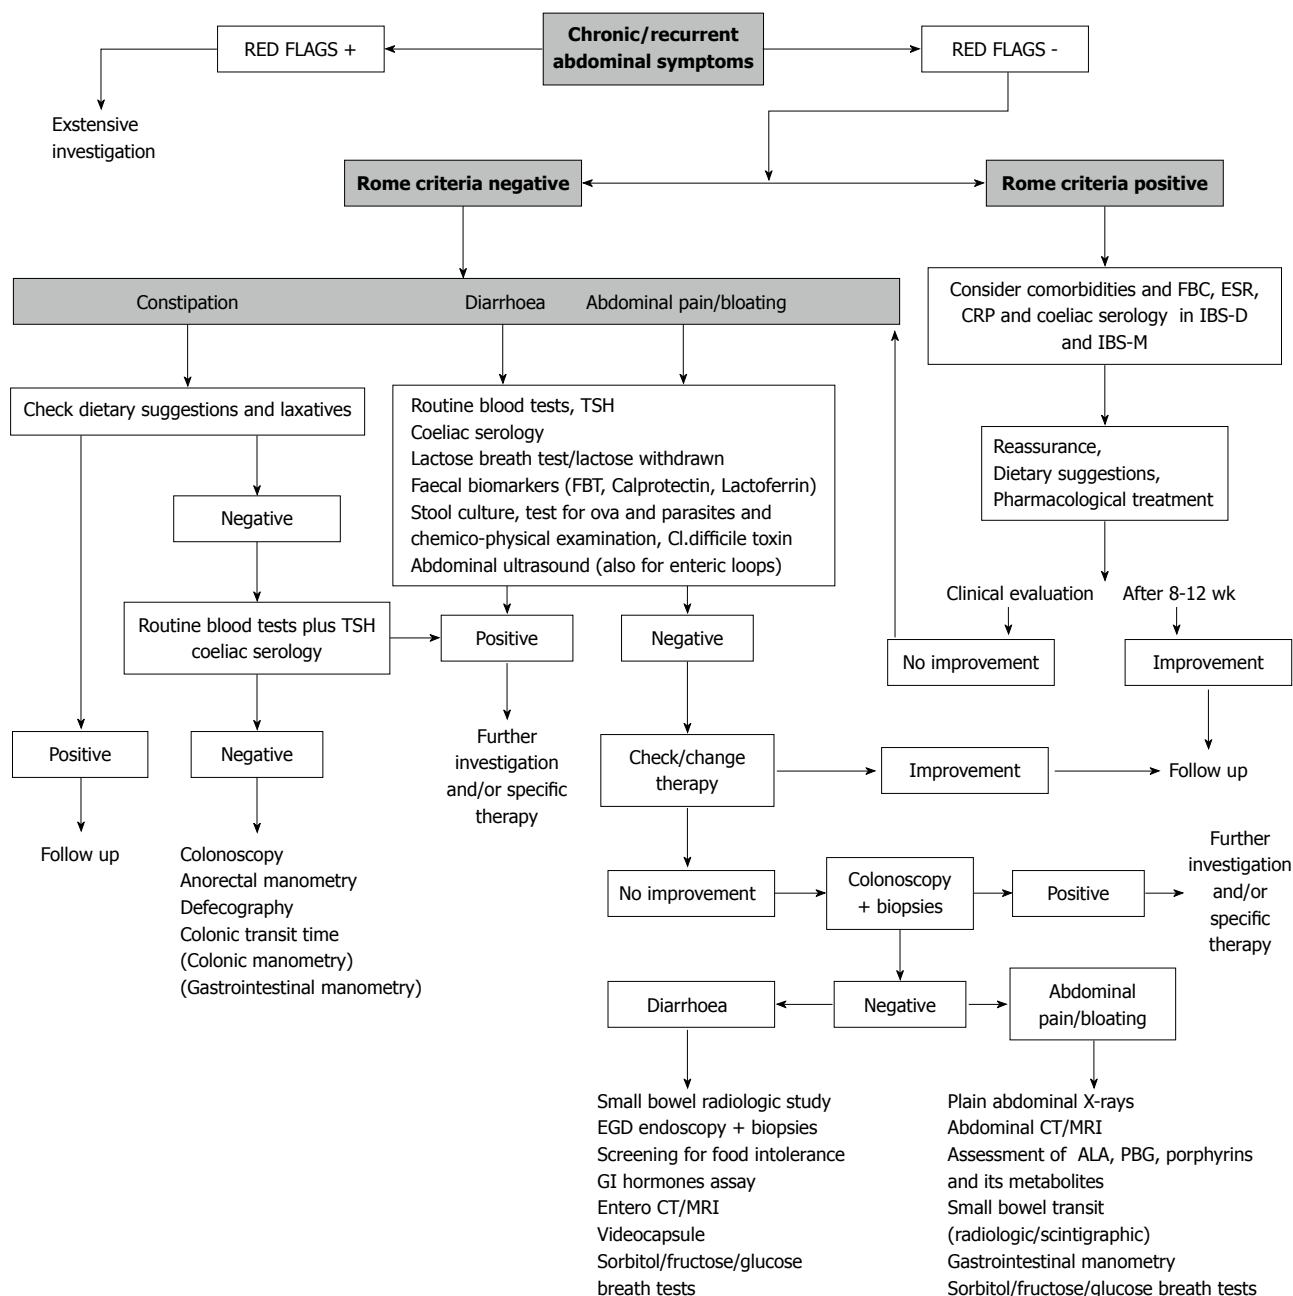 Chronic/recurrent
abdominal symptoms
RED FLAGS +
RED FLAGS -
Exstensive
investigation
Rome criteria negative
Rome criteria positive
Constipation
Diarrhoea
Abdominal pain/bloating
Consider comorbidities and FBC, ESR,
CRP and coeliac serology in IBS-D
and IBS-M
Check dietary suggestions and laxatives
Routine blood tests, TSH
Coeliac serology
Lactose breath test/lactose withdrawn
Faecal biomarkers (FBT, Calprotectin, Lactoferrin)
Stool culture, test for ova and parasites and
chemico-physical examination, Cl.difficile toxin
Abdominal ultrasound (also for enteric loops)
Reassurance,
Dietary suggestions,
Pharmacological treatment
Negative
Clinical evaluation
After 8-12 wk
Routine blood tests plus TSH
coeliac serology
Positive
Negative
No improvement
Improvement
Positive
Negative
Further
investigation
and/or specific
therapy
Check/change
therapy
Improvement
Follow up
Follow up
Colonoscopy
Anorectal manometry
Defecography
Colonic transit time
(Colonic manometry)
(Gastrointestinal manometry)
No improvement
Colonoscopy
+ biopsies
Positive
Further
investigation
and/or
specific
therapy
Diarrhoea
Negative
Abdominal
pain/bloating
Small bowel radiologic study
EGD endoscopy + biopsies
Screening for food intolerance
GI hormones assay
Entero CT/MRI
Videocapsule
Sorbitol/fructose/glucose
breath tests
Plain abdominal X-rays
Abdominal CT/MRI
Assessment of ALA, PBG, porphyrins
and its metabolites
Small bowel transit
(radiologic/scintigraphic)
Gastrointestinal manometry
Sorbitol/fructose/glucose breath tests